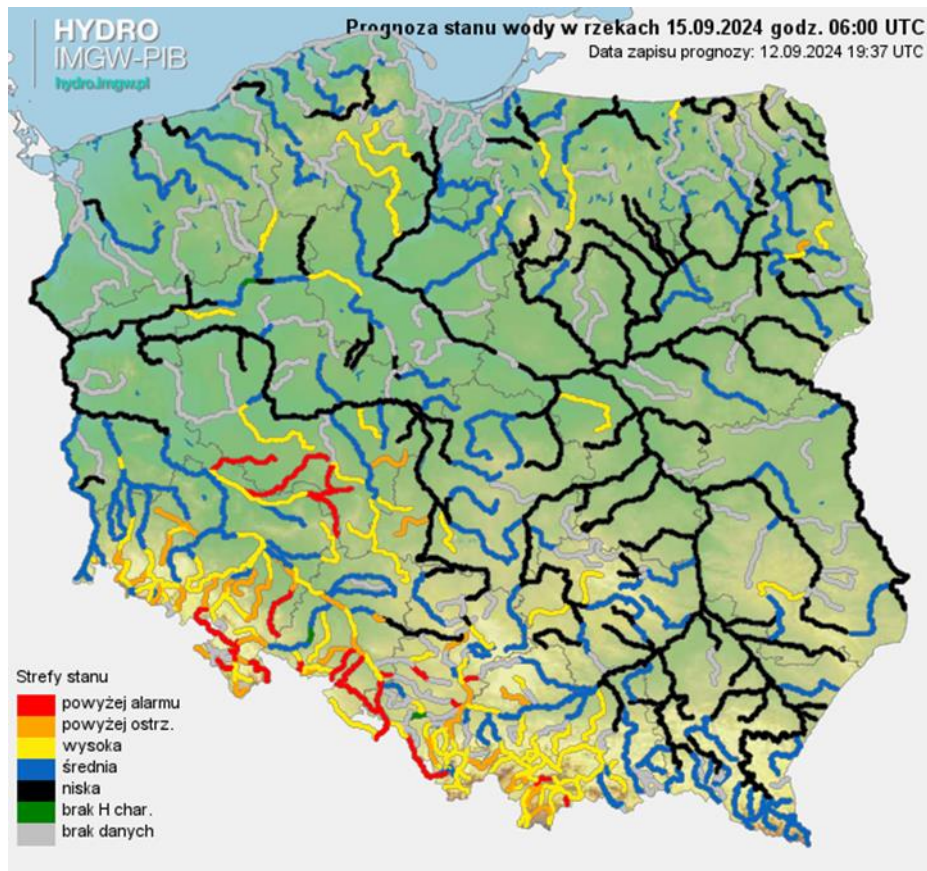 HYDRO
IMGW-PIB
hydro.imgw.pl
Prognoza stanu wody w rzekach 15.09.2024 godz. 06:00 UTC
Data zapisu prognozy: 12.09.2024 19:37 UTC
Strefy stanu
powyżej alarmu
powyżej ostrz.
wysoka
średnia
niska
brak H char.
brak danych